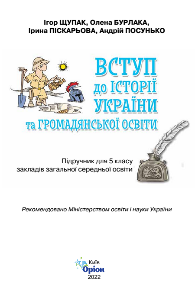 Ігор ЩУПАК, Олена БУРЛАКА,
Ірина ПІСКАРЬОВА, Андрій ПОСУНЬКО
ВСТУП
ДО ІСТОРІЇ
УКРАЇНИ
ТА ГРОМАДЯНСЬКОЇ ОСВІТИ
Підручник для 5 класу
закладів загальної середньої освіти
Рекомендовано Міністерством освіти і науки України
Київ
Оріон
2022